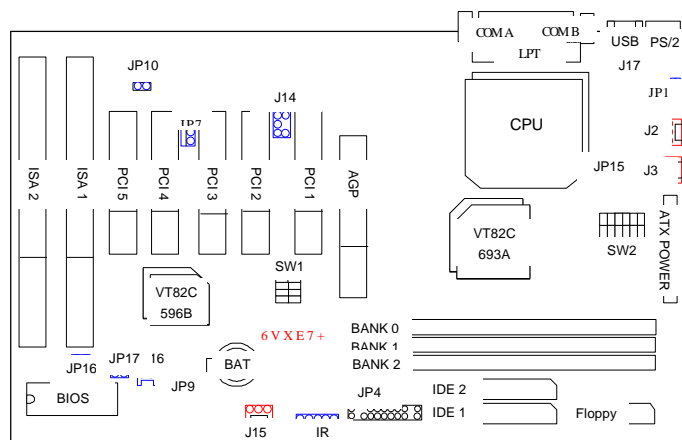 COM A
COM B
LPT
USB
PS/2
J17
JP10
JP1
J14
JP7
CPU
J2
JP15
J3
ISA 2
ISA 1
PCI 5
PCI 4
PCI 3
PCI 2
PCI 1
AGP
ATX POWER
VT82C
693A
SW2
SW1
VT82C
596B
6VXE7+
BANK 0
BANK 1
BANK 2
JP16
JP17
16
JP9
BAT
BIOS
JP4
IDE 2
IDE 1
Floppy
J15
IR